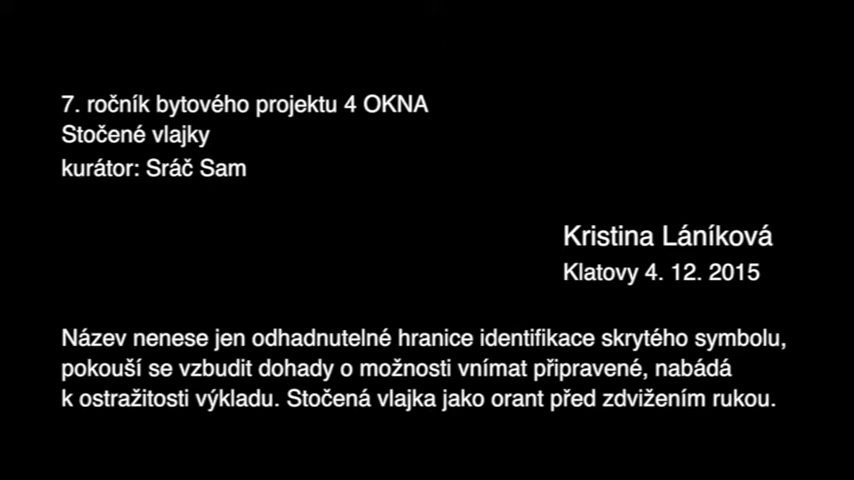 7. ročník bytového projektu 4 OKNA
Stočené vlajky
kurátor: Sráč Sam
Kristina Láníková
Klatovy 4. 12. 2015
Název nenese jen odhadnutelné hranice identifikace skrytého symbolu,
pokouší se vzbudit dohady o možnosti vnímat připravené, nabádá
k ostražitosti výkladu. Stočená vlajka jako orant před zdvižením rukou.